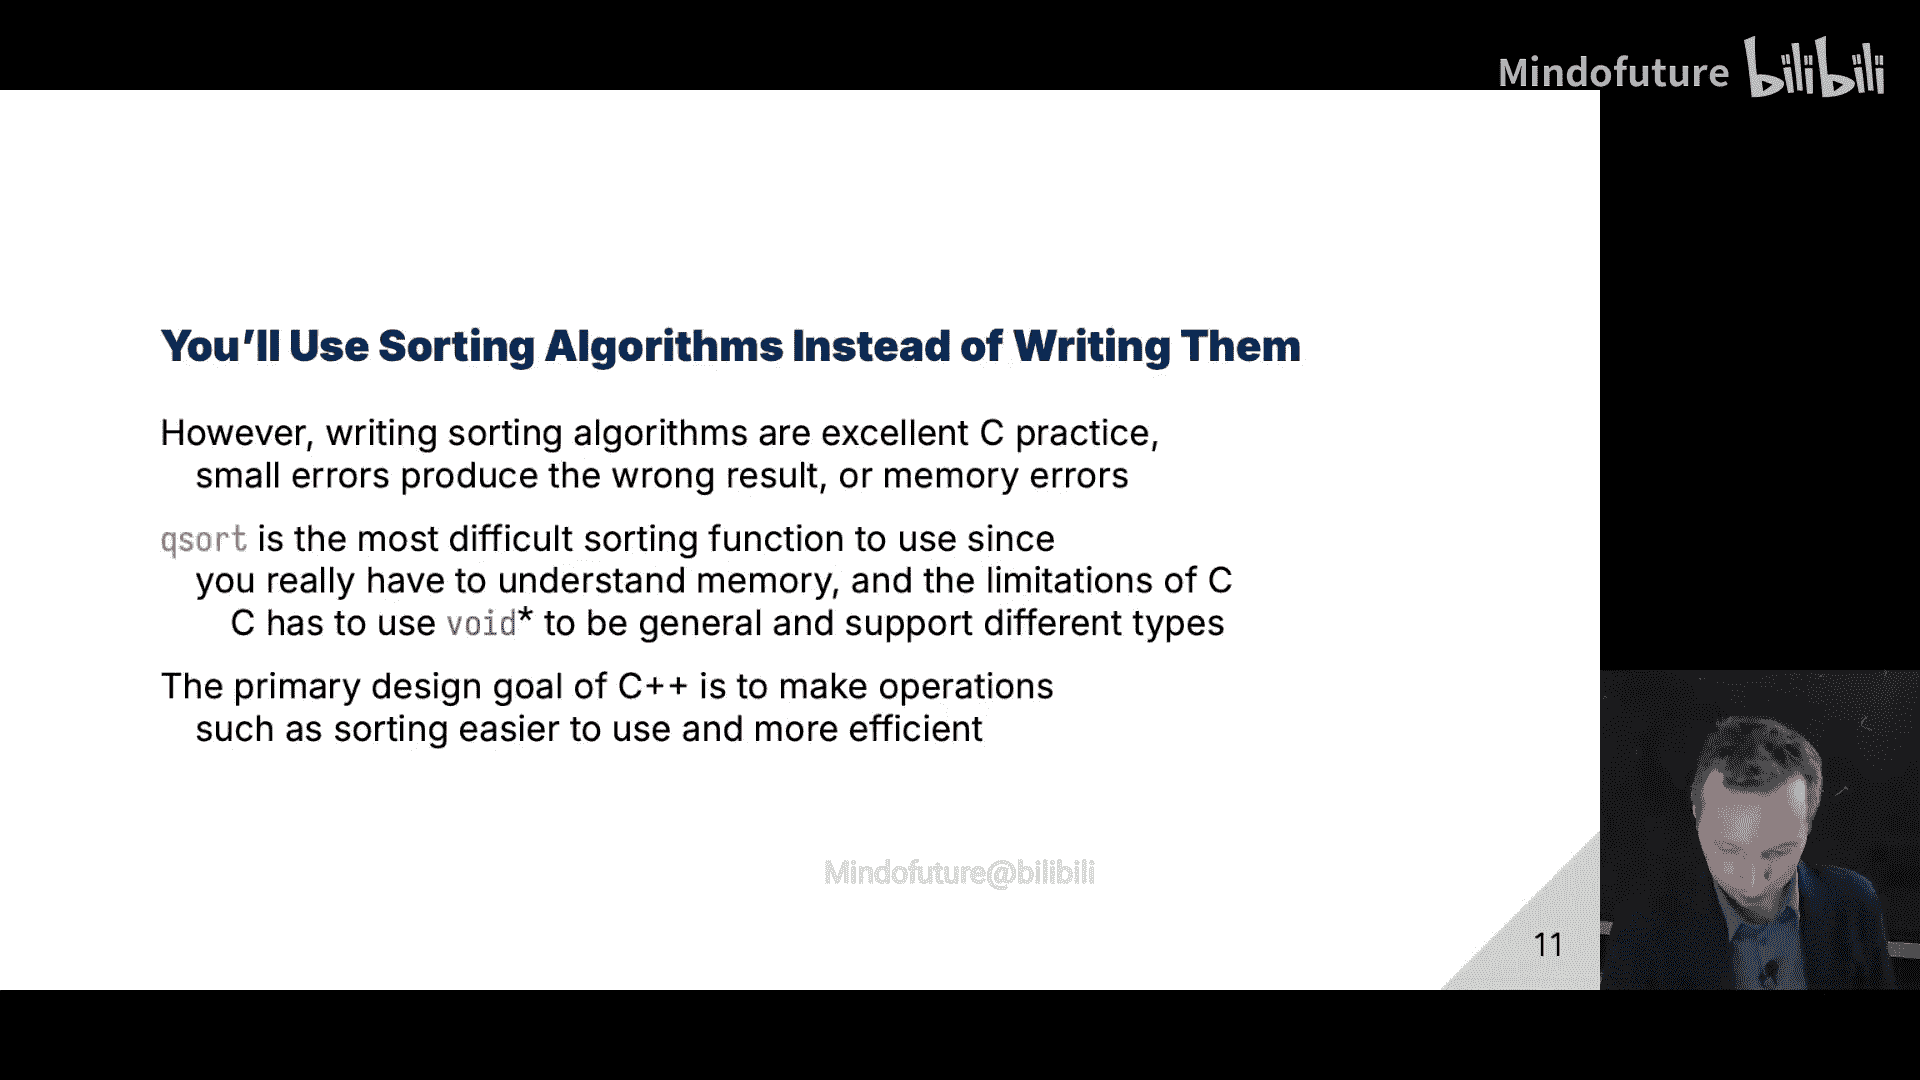 Mindofuture bilibili
You’ll Use Sorting Algorithms Instead of Writing Them
However, writing sorting algorithms are excellent C practice,
small errors produce the wrong result, or memory errors
qsort is the most difficult sorting function to use since
you really have to understand memory, and the limitations of C
C has to use void* to be general and support different types
The primary design goal of C++ is to make operations
such as sorting easier to use and more efficient
Mindofuture@bilibili
11